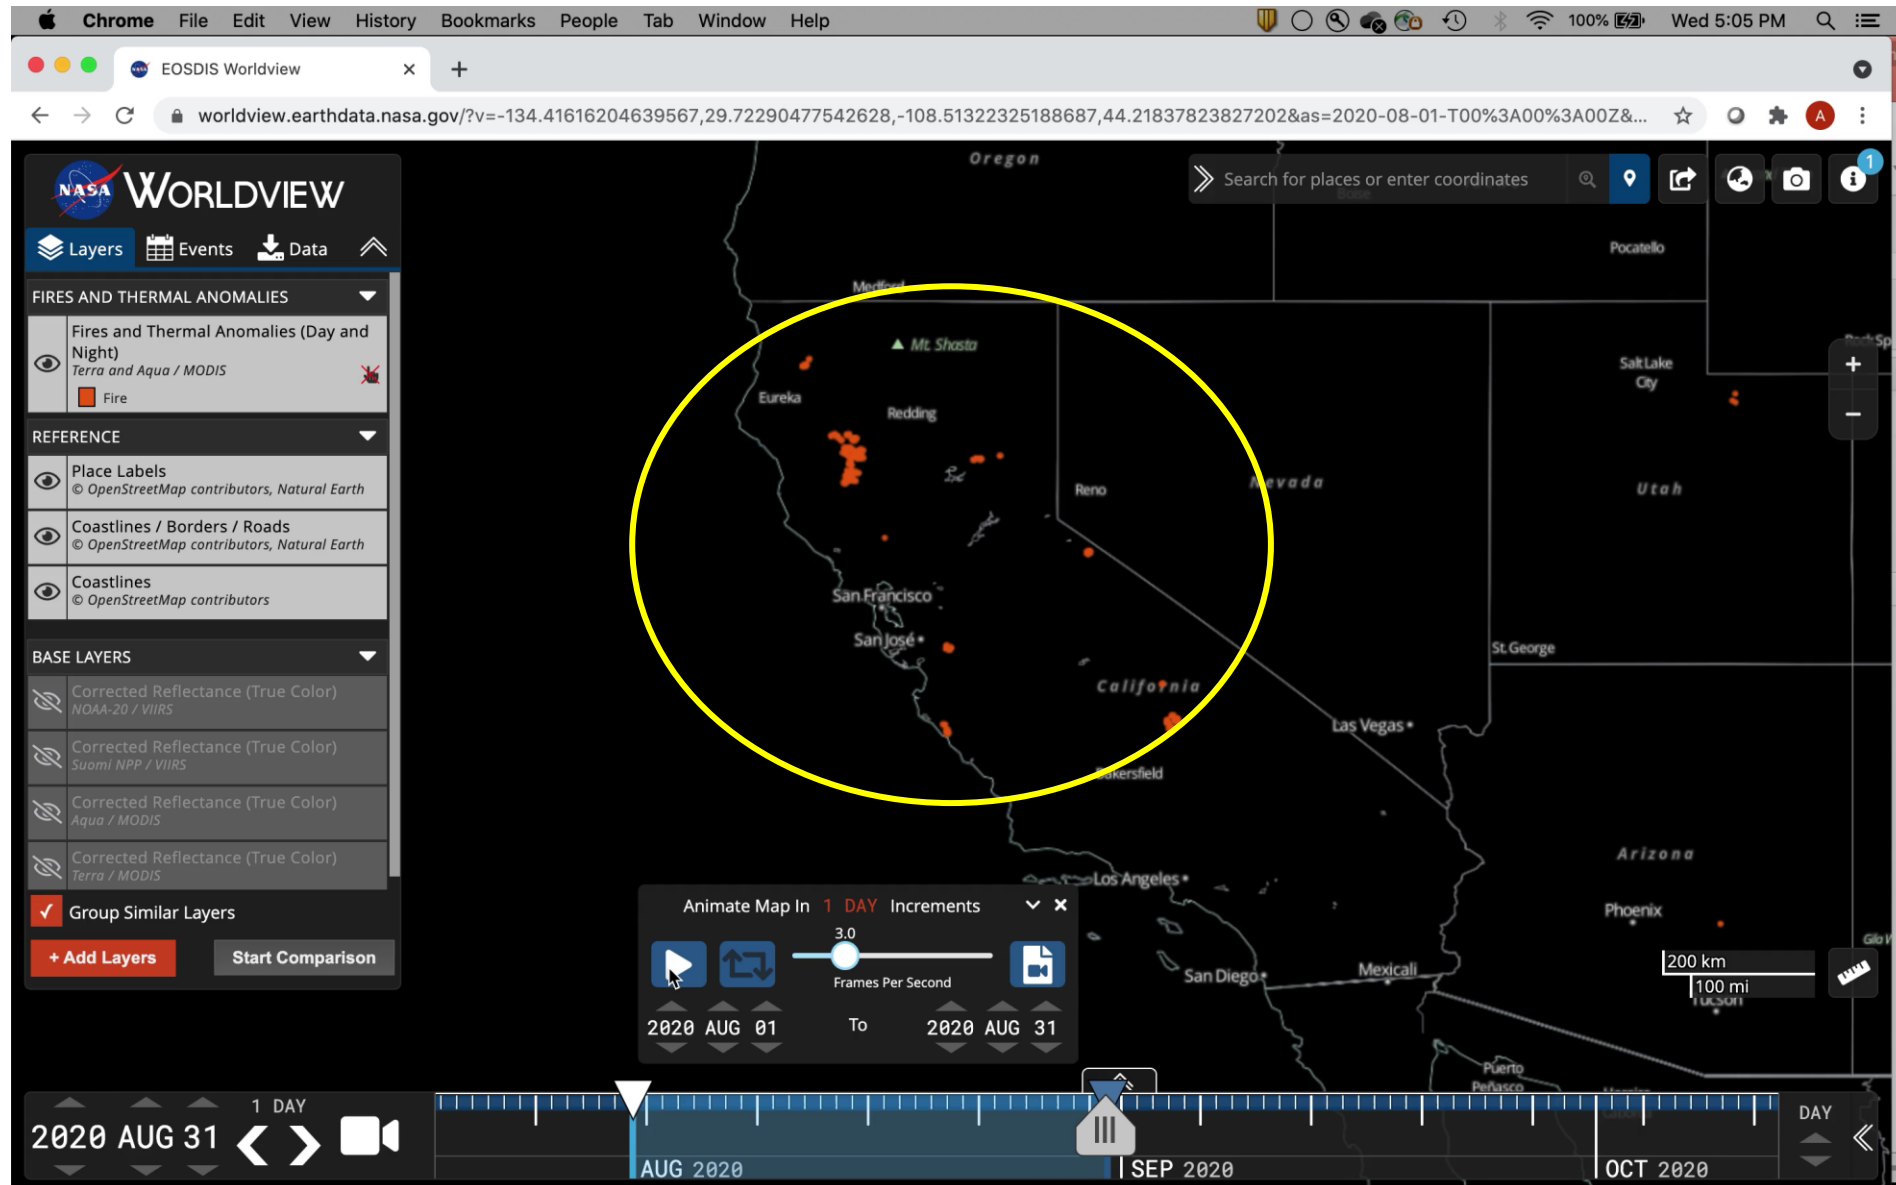 Chrome File Edit View History Bookmarks People Tab Window Help 100% Wed 5:05 PM
EOSDIS Worldview
worldview.earthdata.nasa.gov/?v=-134.41616204639567,29.72290477542628,-108.51322325188687,44.21837823827202&as=2020-08-01-T00%3A00%3A00Z&...
A
NASA WORLDVIEW
Layers Events Data
FIRES AND THERMAL ANOMALIES
Fires and Thermal Anomalies (Day and
Night)
Terra and Aqua / MODIS
Fire
REFERENCE
Place Labels
© OpenStreetMap contributors, Natural Earth
Coastlines / Borders / Roads
© OpenStreetMap contributors, Natural Earth
Coastlines
© OpenStreetMap contributors
BASE LAYERS
Corrected Reflectance (True Color)
NOAA-20 / VIIRS
Corrected Reflectance (True Color)
Suomi NPP / VIIRS
Corrected Reflectance (True Color)
Aqua / MODIS
Corrected Reflectance (True Color)
Terra / MODIS
Group Similar Layers
+ Add Layers Start Comparison
Oregon
Search for places or enter coordinates
1
Boise
Pocatello
Medford
Mt. Shasta
Salt Lake
City
Eureka
Redding
Reno
Nevada
Utah
San Francisco
San José
St. George
California
Las Vegas
Bakersfield
Arizona
Los Angeles
Phoenix
San Diego
Mexicali
200 km
100 mi
Tucson
Puerto
Peñasco
Animate Map In 1 DAY Increments
3.0
Frames Per Second
2020 AUG 01 To 2020 AUG 31
1 DAY
2020 AUG 31
AUG 2020 SEP 2020 OCT 2020
DAY